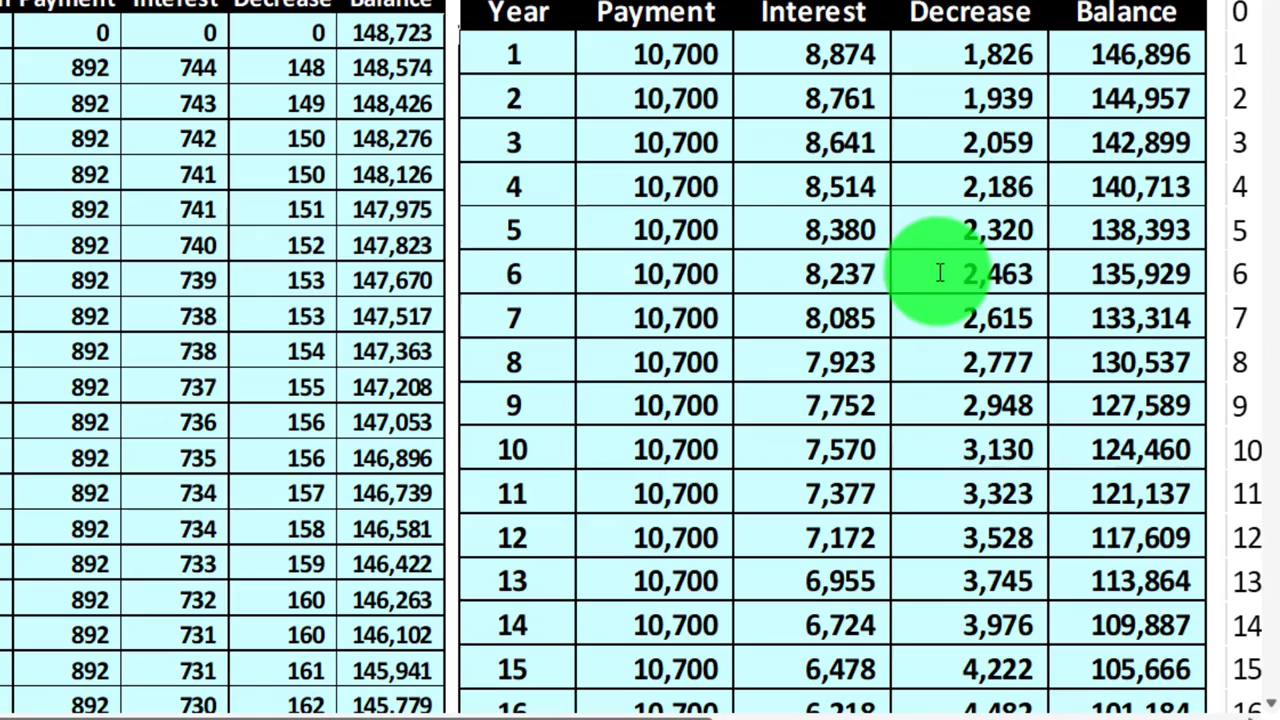 Payment Interest Decrease Balance
0 0 0 148,723
892 744 148 148,574
892 743 149 148,426
892 742 150 148,276
892 741 150 148,126
892 741 151 147,975
892 740 152 147,823
892 739 153 147,670
892 738 153 147,517
892 738 154 147,363
892 737 155 147,208
892 736 156 147,053
892 735 156 146,896
892 734 157 146,739
892 734 158 146,581
892 733 159 146,422
892 732 160 146,263
892 731 160 146,102
892 731 161 145,941
892 730 162 145,779
Year Payment Interest Decrease Balance
1 10,700 8,874 1,826 146,896
2 10,700 8,761 1,939 144,957
3 10,700 8,641 2,059 142,899
4 10,700 8,514 2,186 140,713
5 10,700 8,380 2,320 138,393
6 10,700 8,237 2,463 135,929
7 10,700 8,085 2,615 133,314
8 10,700 7,923 2,777 130,537
9 10,700 7,752 2,948 127,589
10 10,700 7,570 3,130 124,460
11 10,700 7,377 3,323 121,137
12 10,700 7,172 3,528 117,609
13 10,700 6,955 3,745 113,864
14 10,700 6,724 3,976 109,887
15 10,700 6,478 4,222 105,666
16 10,700 6,218 4,482 101,184
0
1
2
3
4
5
6
7
8
9
10
11
12
13
14
15
16